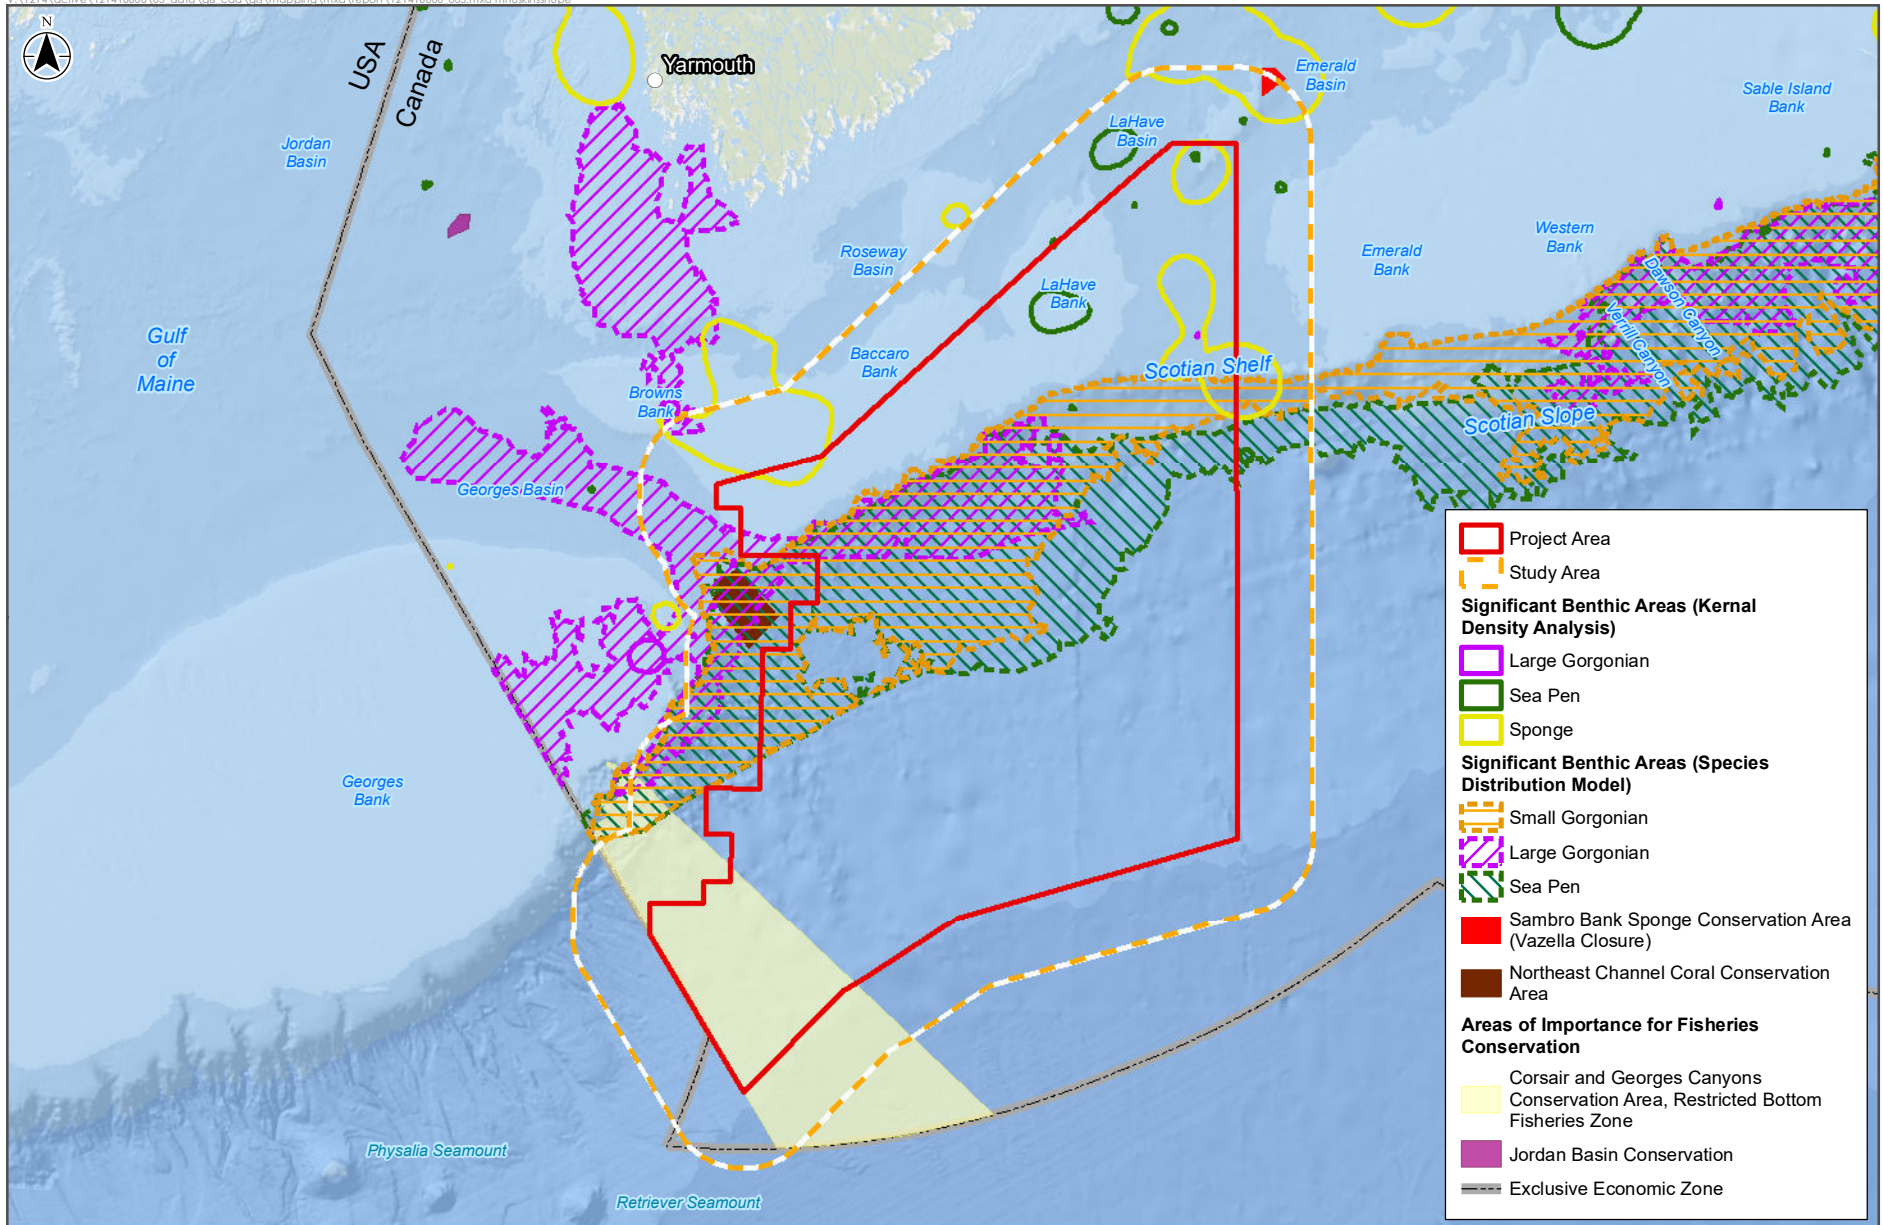 N
USA
Canada
Yarmouth
Emerald
Basin
Sable Island
Bank
LaHave
Basin
Jordan
Basin
Roseway
Basin
Western
Bank
Emerald
Bank
LaHave
Bank
Dawson Canyon
Verrill Canyon
Gulf
of
Maine
Baccaro
Bank
Scotian Shelf
Browns
Bank
Scotian Slope
Georges Basin
Georges
Bank
Physalia Seamount
Retriever Seamount
Project Area
Study Area
Significant Benthic Areas (Kernal
Density Analysis)
Large Gorgonian
Sea Pen
Sponge
Significant Benthic Areas (Species
Distribution Model)
Small Gorgonian
Large Gorgonian
Sea Pen
Sambro Bank Sponge Conservation Area
(Vazella Closure)
Northeast Channel Coral Conservation
Area
Areas of Importance for Fisheries
Conservation
Corsair and Georges Canyons
Conservation Area, Restricted Bottom
Fisheries Zone
Jordan Basin Conservation
Exclusive Economic Zone